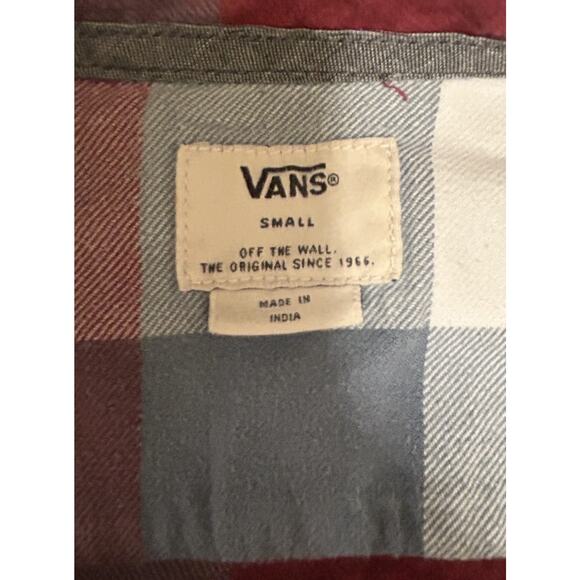 VANS®
SMALL
OFF THE WALL.
THE ORIGINAL SINCE 1966.
MADE IN
INDIA